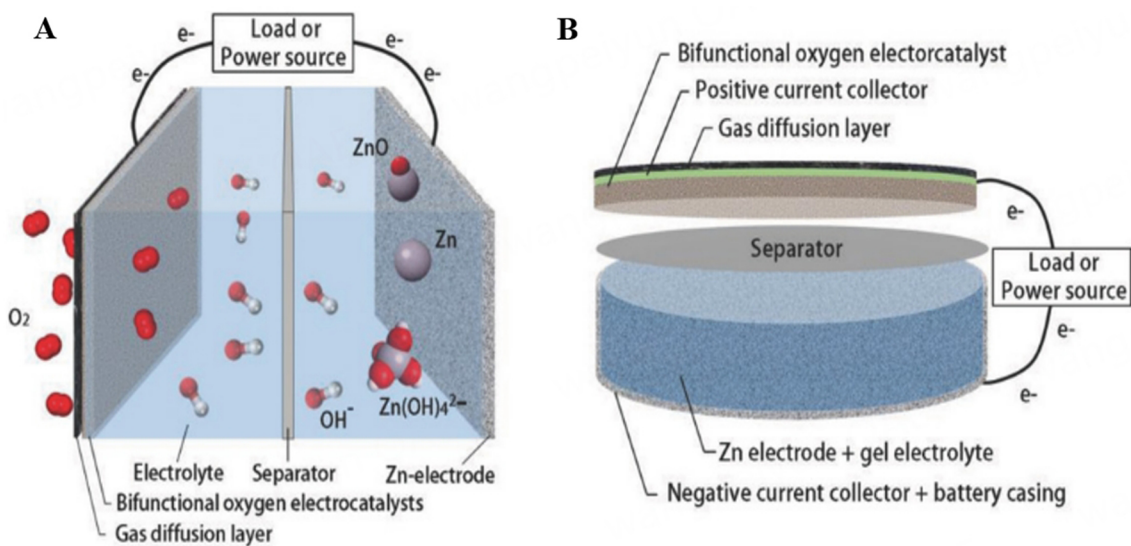 A
Load or
Power source
e-
e-
e-
e-
ZnO
Zn
O2
OH-
Zn(OH)42-
Electrolyte
Separator
Zn-electrode
Bifunctional oxygen electrocatalysts
Gas diffusion layer
B
Bifunctional oxygen electorcatalyst
Positive current collector
Gas diffusion layer
e-
Separator
Load or
Power source
e-
e-
Zn electrode + gel electrolyte
Negative current collector + battery casing